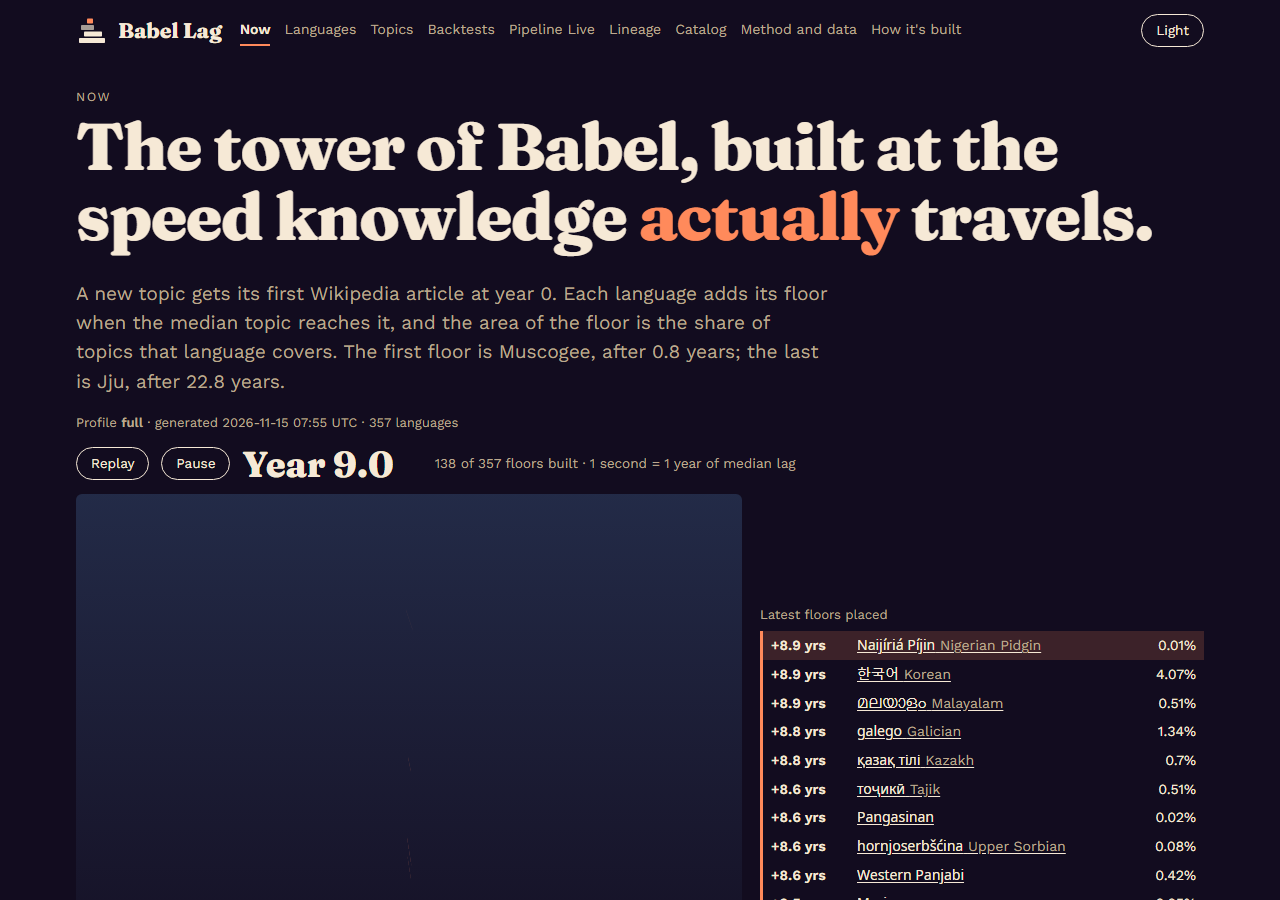 Babel Lag Now Languages Topics Backtests Pipeline Live Lineage Catalog Method and data How it's built Light
NOW
The tower of Babel, built at the
speed knowledge actually travels.
A new topic gets its first Wikipedia article at year 0. Each language adds its floor
when the median topic reaches it, and the area of the floor is the share of
topics that language covers. The first floor is Muscogee, after 0.8 years; the last
is Jju, after 22.8 years.
Profile full · generated 2026-11-15 07:55 UTC · 357 languages
Replay Pause Year 9.0 138 of 357 floors built · 1 second = 1 year of median lag
Latest floors placed
+8.9 yrs Naijíriá Píjin Nigerian Pidgin 0.01%
+8.9 yrs 한국어 Korean 4.07%
+8.9 yrs മലയാളം Malayalam 0.51%
+8.8 yrs galego Galician 1.34%
+8.8 yrs қазақ тілі Kazakh 0.7%
+8.6 yrs тоҷикӣ Tajik 0.51%
+8.6 yrs Pangasinan 0.02%
+8.6 yrs hornjoserbšćina Upper Sorbian 0.08%
+8.6 yrs Western Panjabi 0.42%